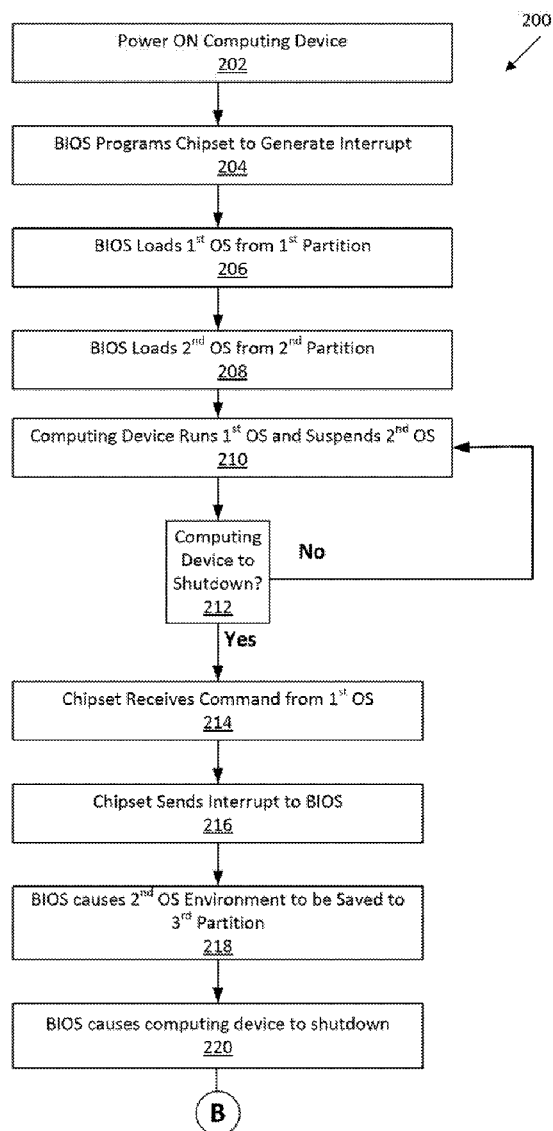 200
Power ON Computing Device
202
BIOS Programs Chipset to Generate Interrupt
204
BIOS Loads 1st OS from 1st Partition
206
BIOS Loads 2nd OS from 2nd Partition
208
Computing Device Runs 1st OS and Suspends 2nd OS
210
Computing
Device to
Shutdown?
212
No
Yes
Chipset Receives Command from 1st OS
214
Chipset Sends Interrupt to BIOS
216
BIOS causes 2nd OS Environment to be Saved to
3rd Partition
218
BIOS causes computing device to shutdown
220
B